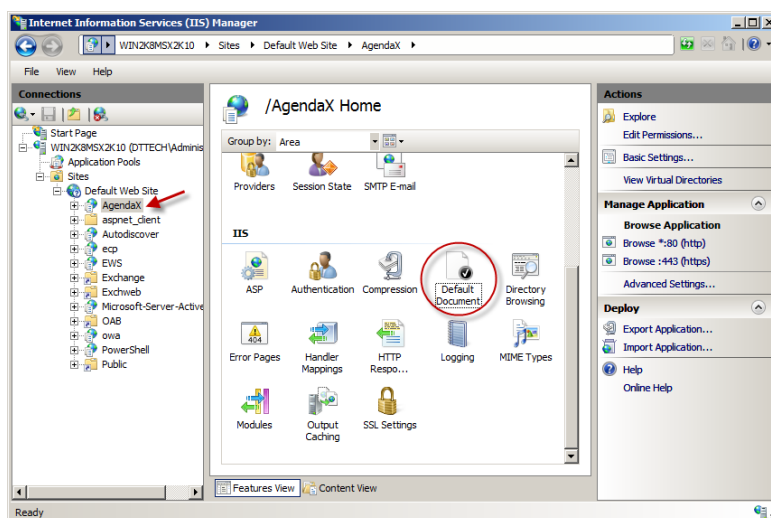 Internet Information Services (IIS) Manager
WIN2K8MSX2K10 Sites Default Web Site AgendaX
File View Help
Connections
Start Page
WIN2K8MSX2K10 (DTTECH\Adminis
Application Pools
Sites
Default Web Site
AgendaX
aspnet_client
Autodiscover
ecp
EWS
Exchange
Exchweb
Microsoft-Server-Active
OAB
owa
PowerShell
Public
/AgendaX Home
Group by: Area
Providers Session State SMTP E-mail
IIS
ASP Authentication Compression Default Document Directory Browsing
404
Error Pages Handler Mappings HTTP Respo... Logging MIME Types
Modules Output Caching SSL Settings
Features View Content View
Actions
Explore
Edit Permissions...
Basic Settings...
View Virtual Directories
Manage Application
Browse Application
Browse *:80 (http)
Browse :443 (https)
Advanced Settings...
Deploy
Export Application...
Import Application...
Help
Online Help
Ready